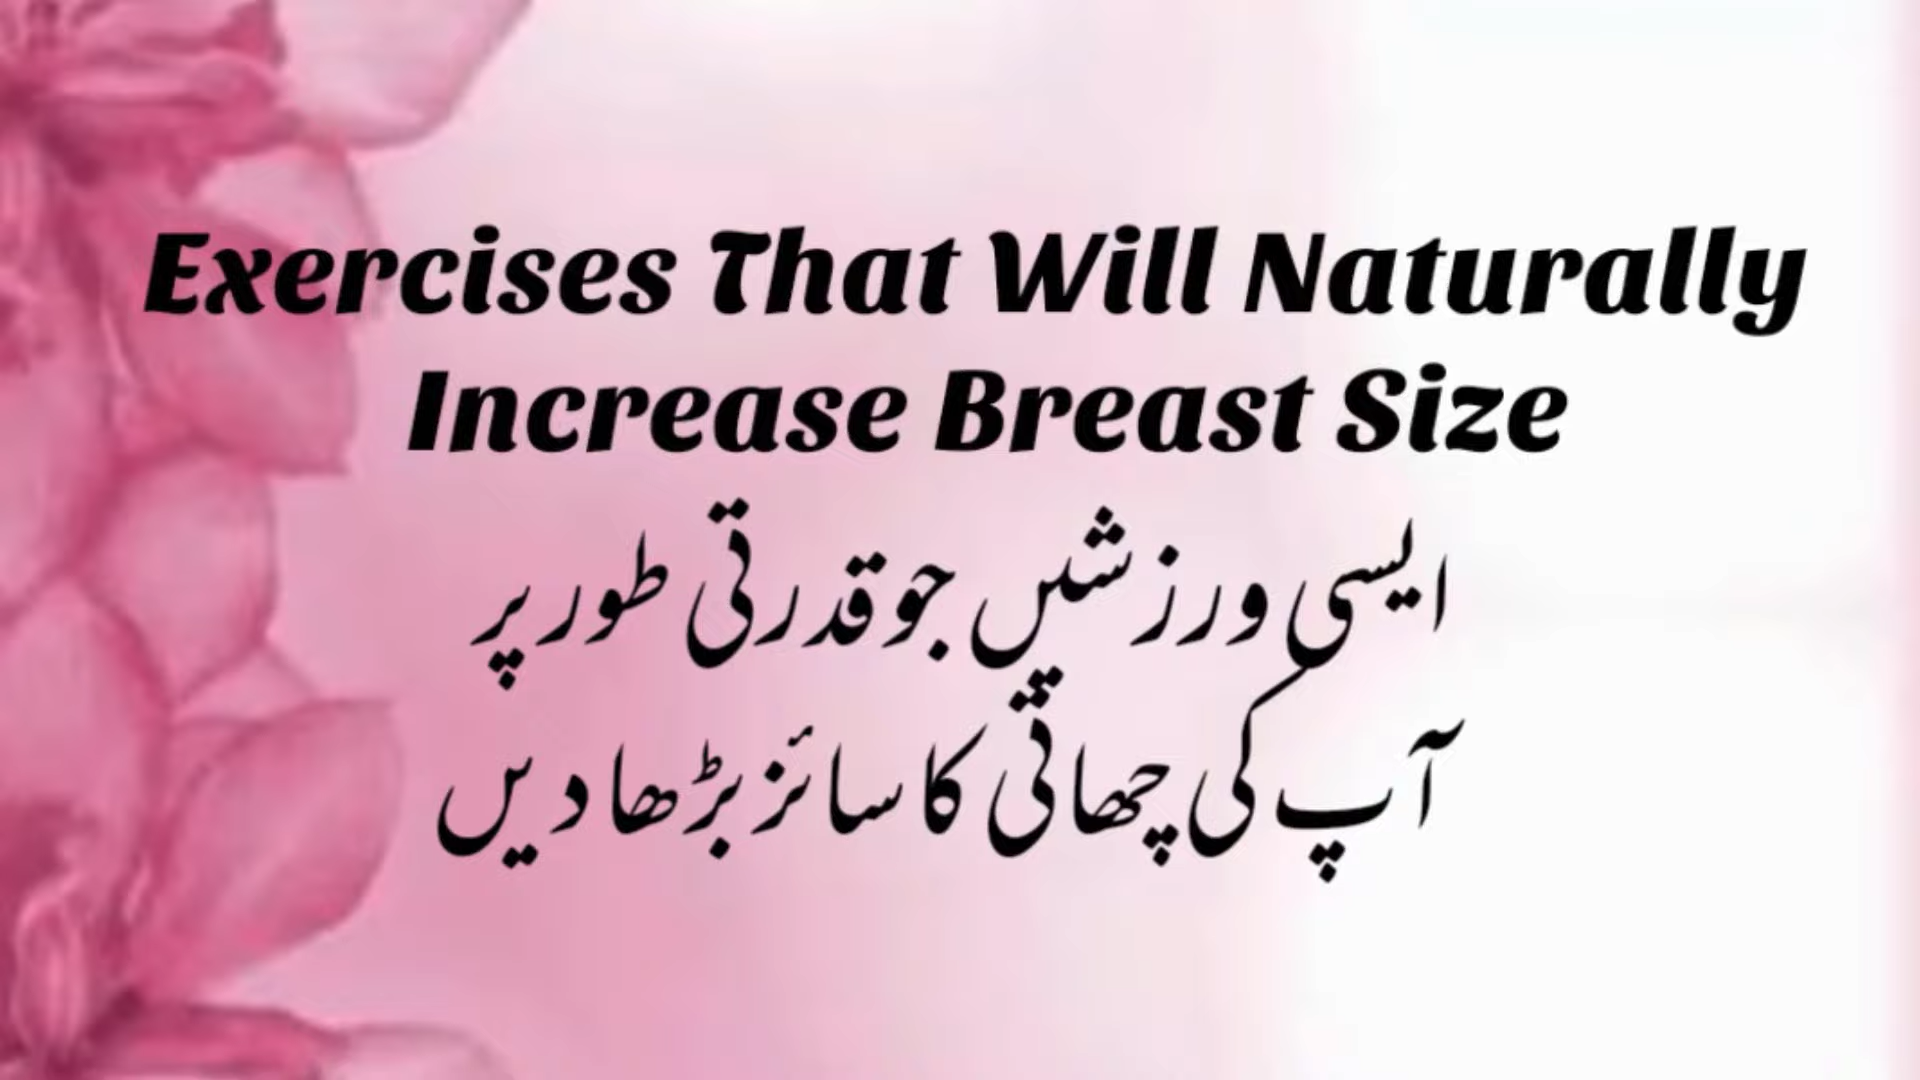 Exercises That Will Naturally
Increase Breast Size
ایسی ورزشیں جو قدرتی طور پر
آپ کی چھاتی کا سائز بڑھا دیں